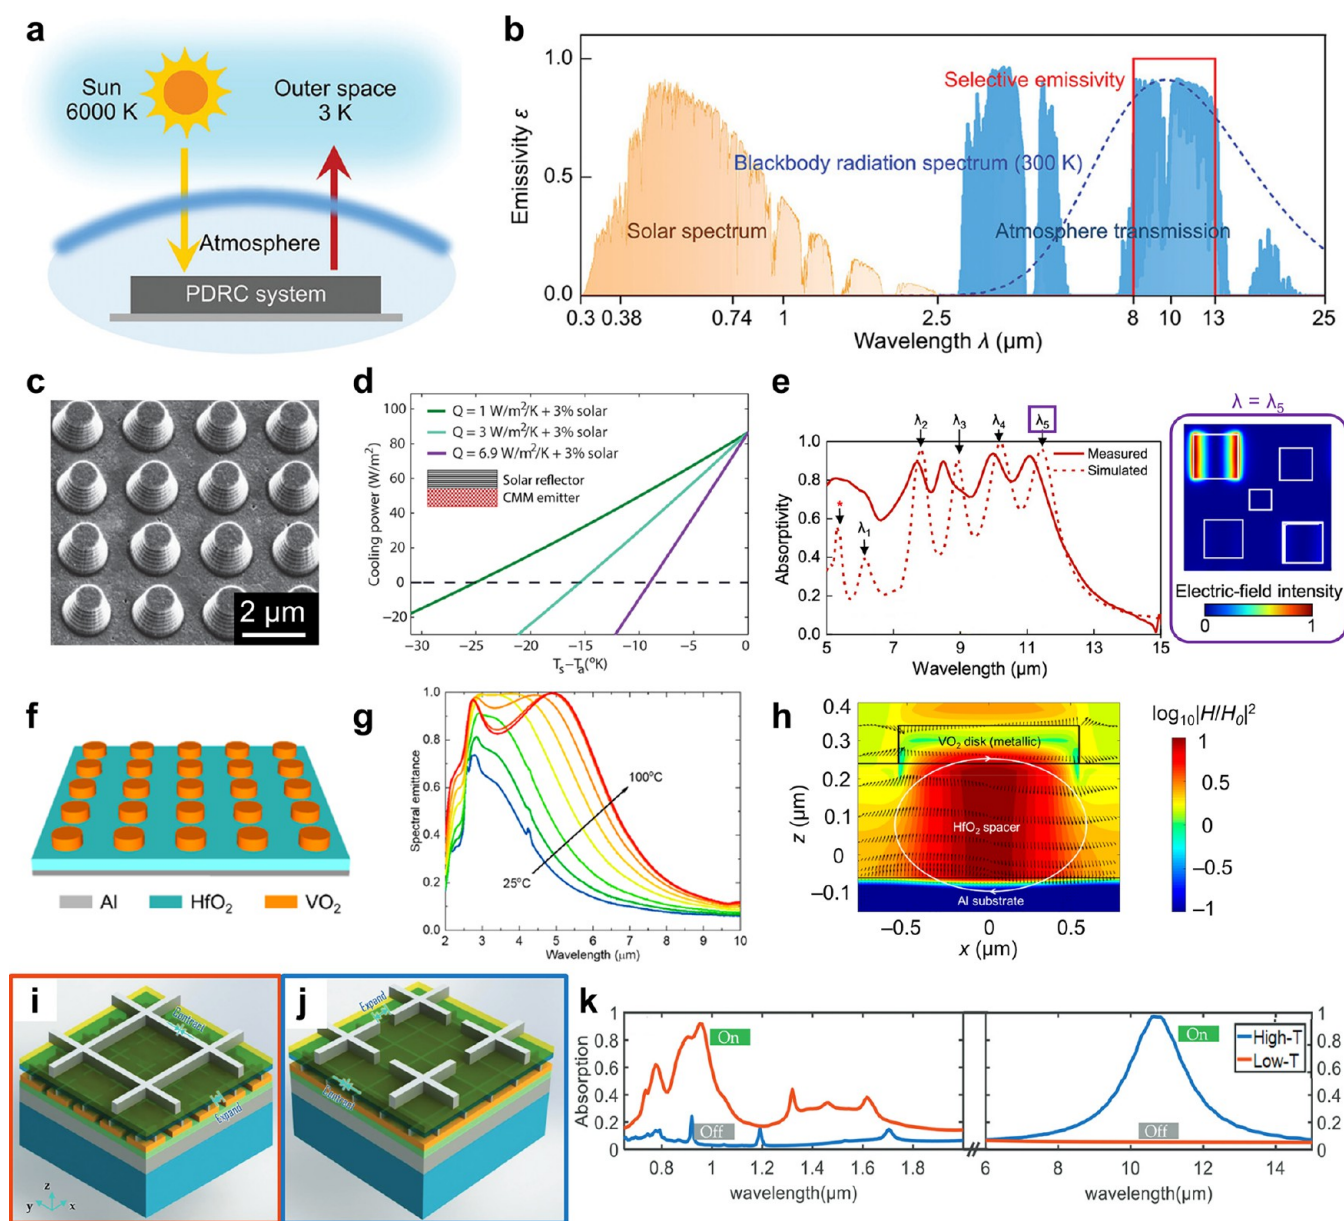 a
Sun
6000 K
Outer space
3 K
Atmosphere
PDRC system
b
Emissivity ε
1.0
0.5
0.0
Selective emissivity
Blackbody radiation spectrum (300 K)
Solar spectrum
Atmosphere transmission
0.3 0.38 0.74 1 2.5 8 10 13 25
Wavelength λ (μm)
c
2 μm
d
Cooling power (W/m²)
100
80
60
40
20
0
−20
Q = 1 W/m²/K + 3% solar
Q = 3 W/m²/K + 3% solar
Q = 6.9 W/m²/K + 3% solar
Solar reflector
CMM emitter
−30 −25 −20 −15 −10 −5 0
Tₛ−Tₐ(°K)
e
Absorptivity
1.0
0.8
0.6
0.4
0.2
0.0
*
λ₁
λ₂
λ₃
λ₄
λ₅
Measured
Simulated
5 7 9 11 13 15
Wavelength (μm)
λ = λ₅
Electric-field intensity
0 1
f
Al HfO₂ VO₂
g
Spectral emittance
1.0
0.8
0.6
0.4
0.2
0.0
100°C
25°C
2 3 4 5 6 7 8 9 10
Wavelength (μm)
h
z (μm)
0.4
0.3
0.2
0.1
0
−0.1
VO₂ disk (metallic)
HfO₂ spacer
Al substrate
−0.5 0 0.5
x (μm)
log₁₀|H/H₀|²
1
0.5
0
−0.5
−1
i
Contract
Expand
z
y x
j
Expand
Contract
k
Absorption
1
0.8
0.6
0.4
0.2
0
On
Off
0.8 1 1.2 1.4 1.6 1.8
wavelength(μm)
On
Off
High-T
Low-T
1
0.8
0.6
0.4
0.2
0
6 10 14
wavelength(μm)